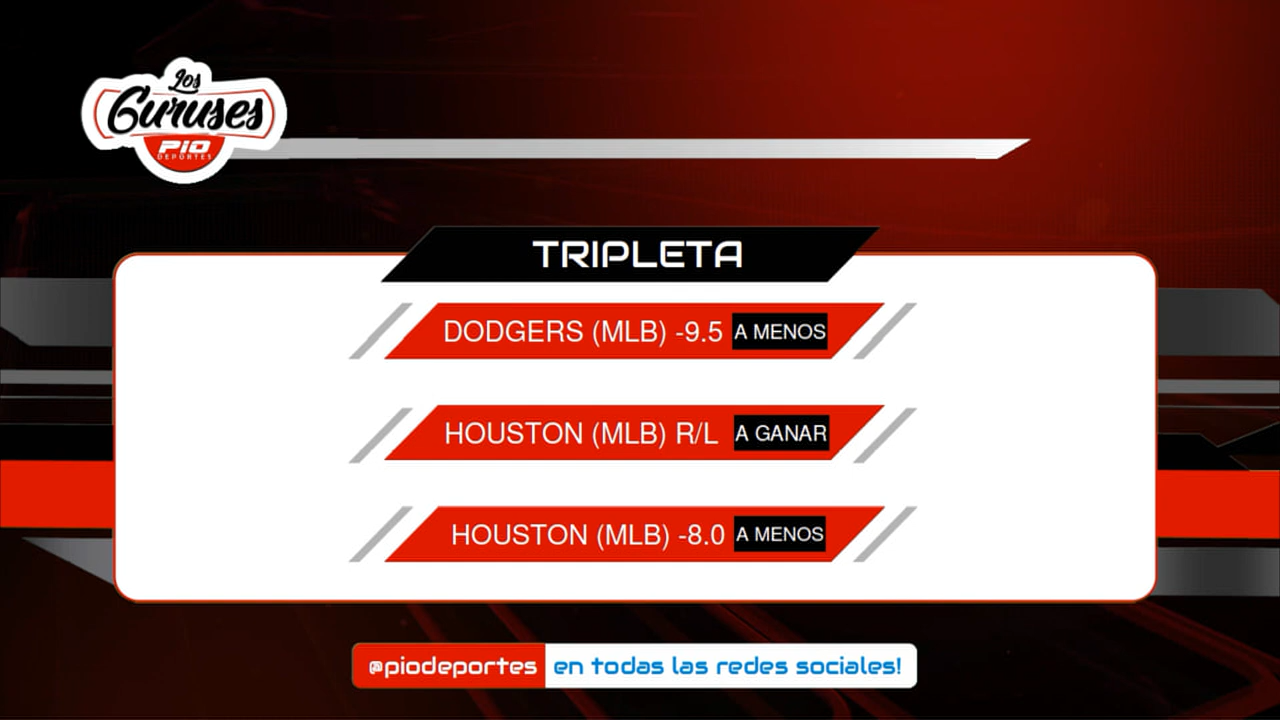 Los
Guruses
PIO
DEPORTES
TRIPLETA
DODGERS (MLB) -9.5 A MENOS
HOUSTON (MLB) R/L A GANAR
HOUSTON (MLB) -8.0 A MENOS
@piodeportes en todas las redes sociales!